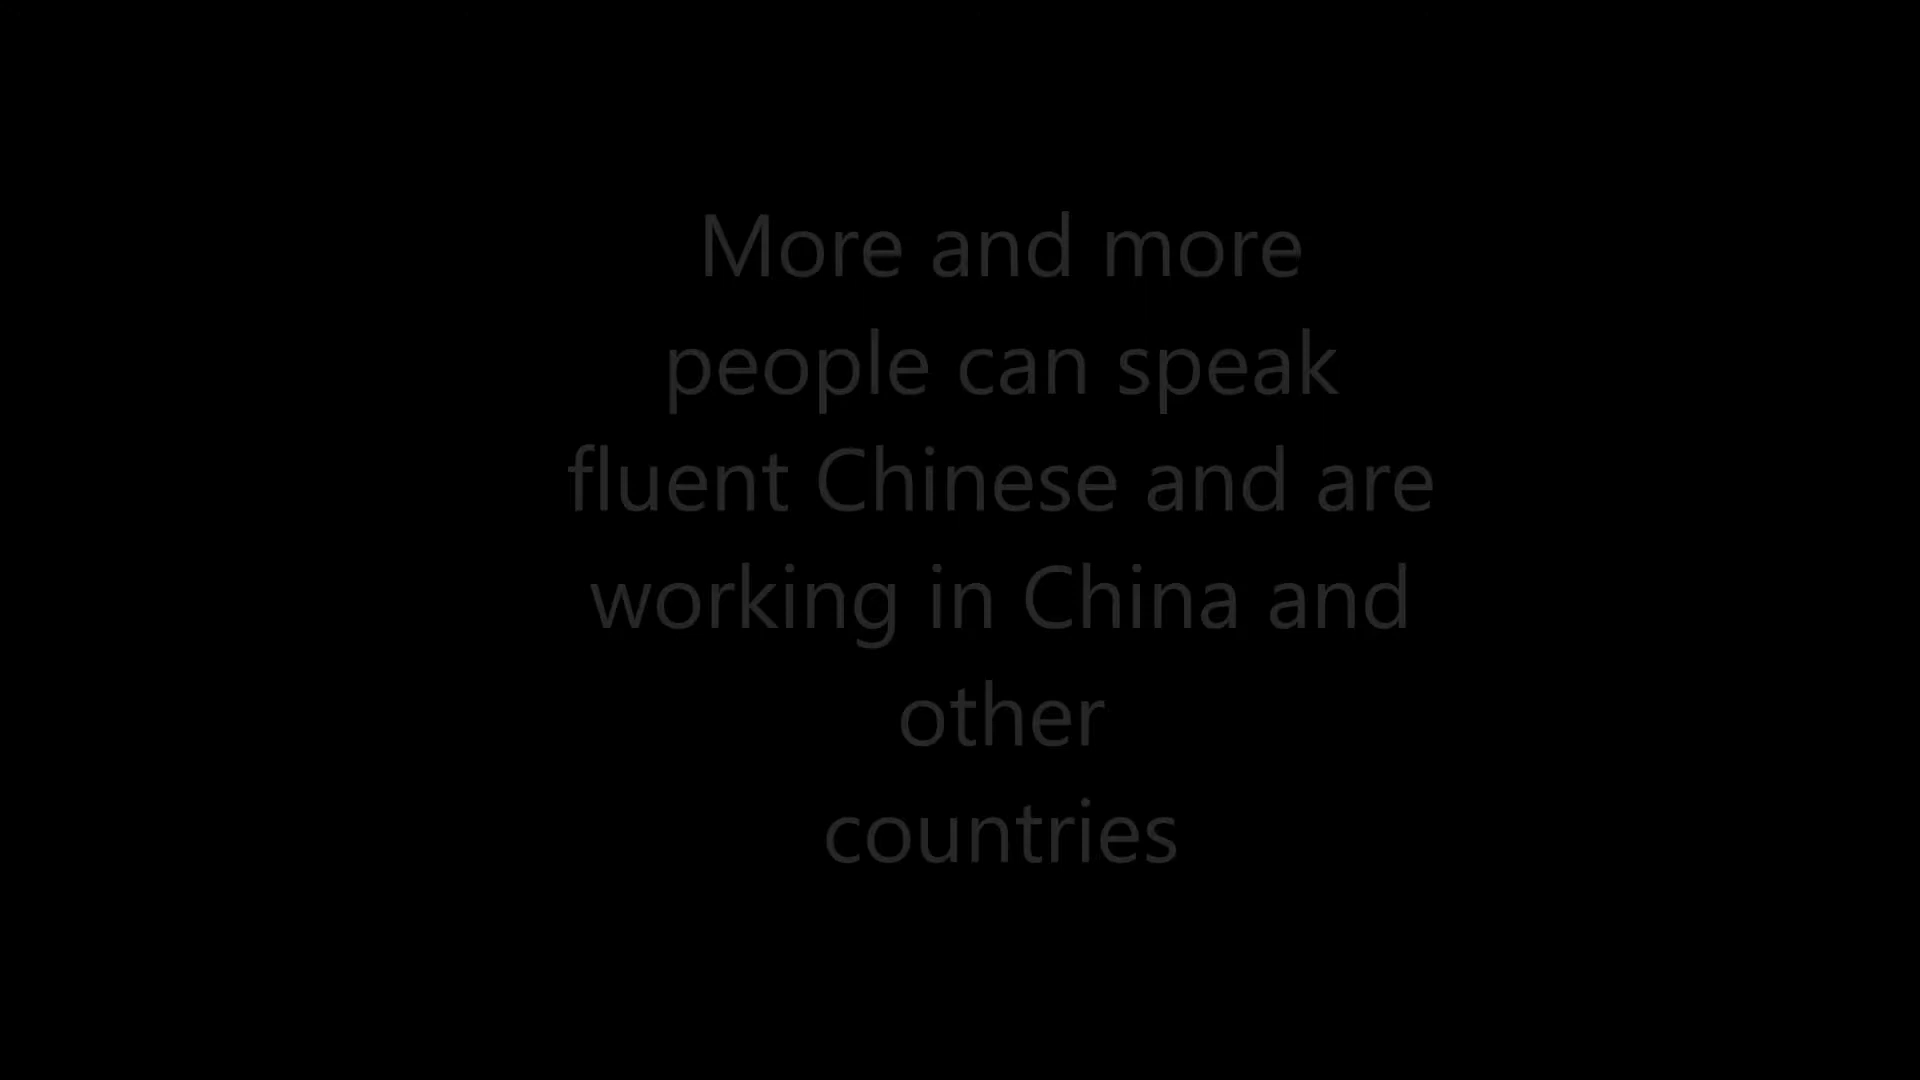 More and more
people can speak
fluent Chinese and are
working in China and
other
countries